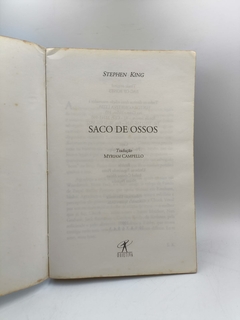 STEPHEN KING
SACO DE OSSOS
Tradução
MYRIAM CAMPELLO